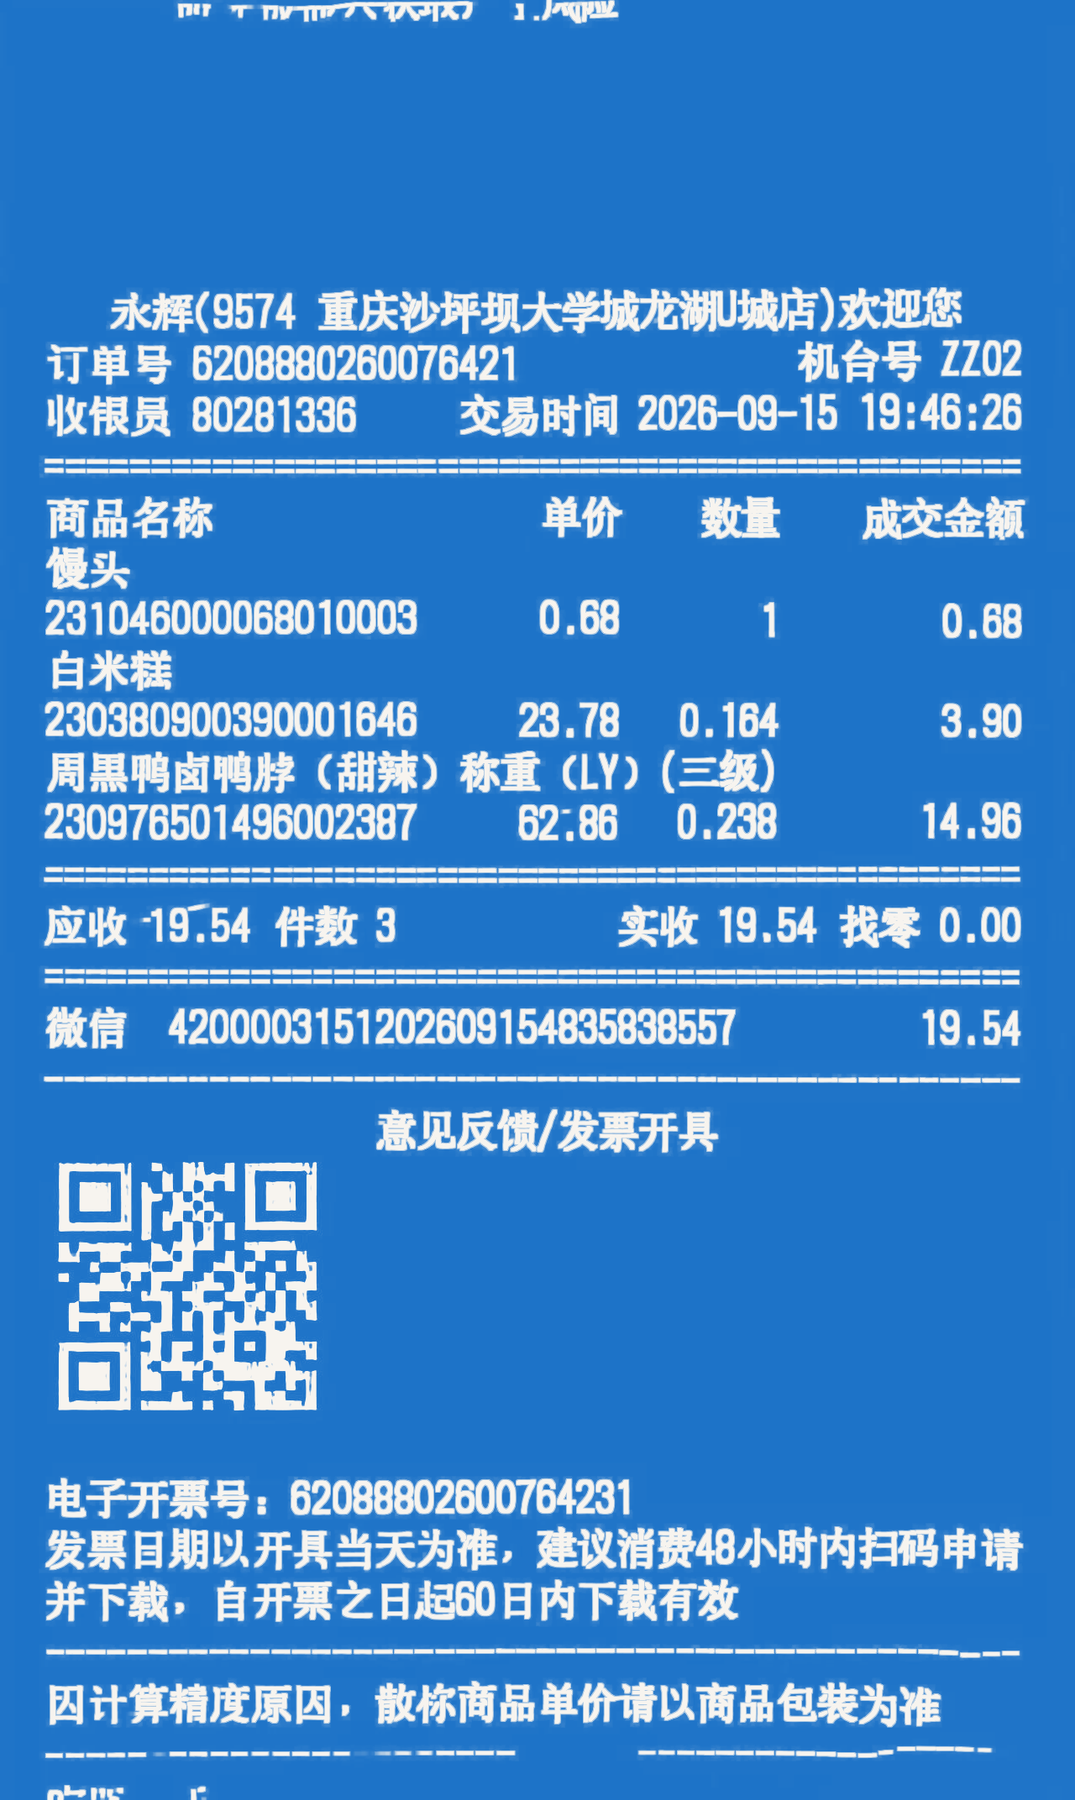 永辉(9574 重庆沙坪坝大学城龙湖U城店)欢迎您
订单号 6208880260076421 机台号 ZZ02
收银员 80281336 交易时间 2026-09-15 19:46:26
商品名称 单价 数量 成交金额
馒头
231046000068010003 0.68 1 0.68
白米糕
230380900390001646 23.78 0.164 3.90
周黑鸭卤鸭脖（甜辣）称重（LY）(三级)
230976501496002387 62.86 0.238 14.96
应收 19.54 件数 3 实收 19.54 找零 0.00
微信 4200003151202609154835838557 19.54
意见反馈/发票开具
电子开票号：62088802600764231
发票日期以开具当天为准，建议消费48小时内扫码申请
并下载，自开票之日起60日内下载有效
因计算精度原因，散称商品单价请以商品包装为准